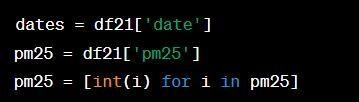 dates = df21['date']
pm25 = df21['pm25']
pm25 = [int(i) for i in pm25]